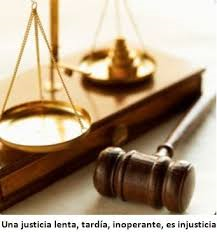 Una justicia lenta, tardía, inoperante, es injusticia